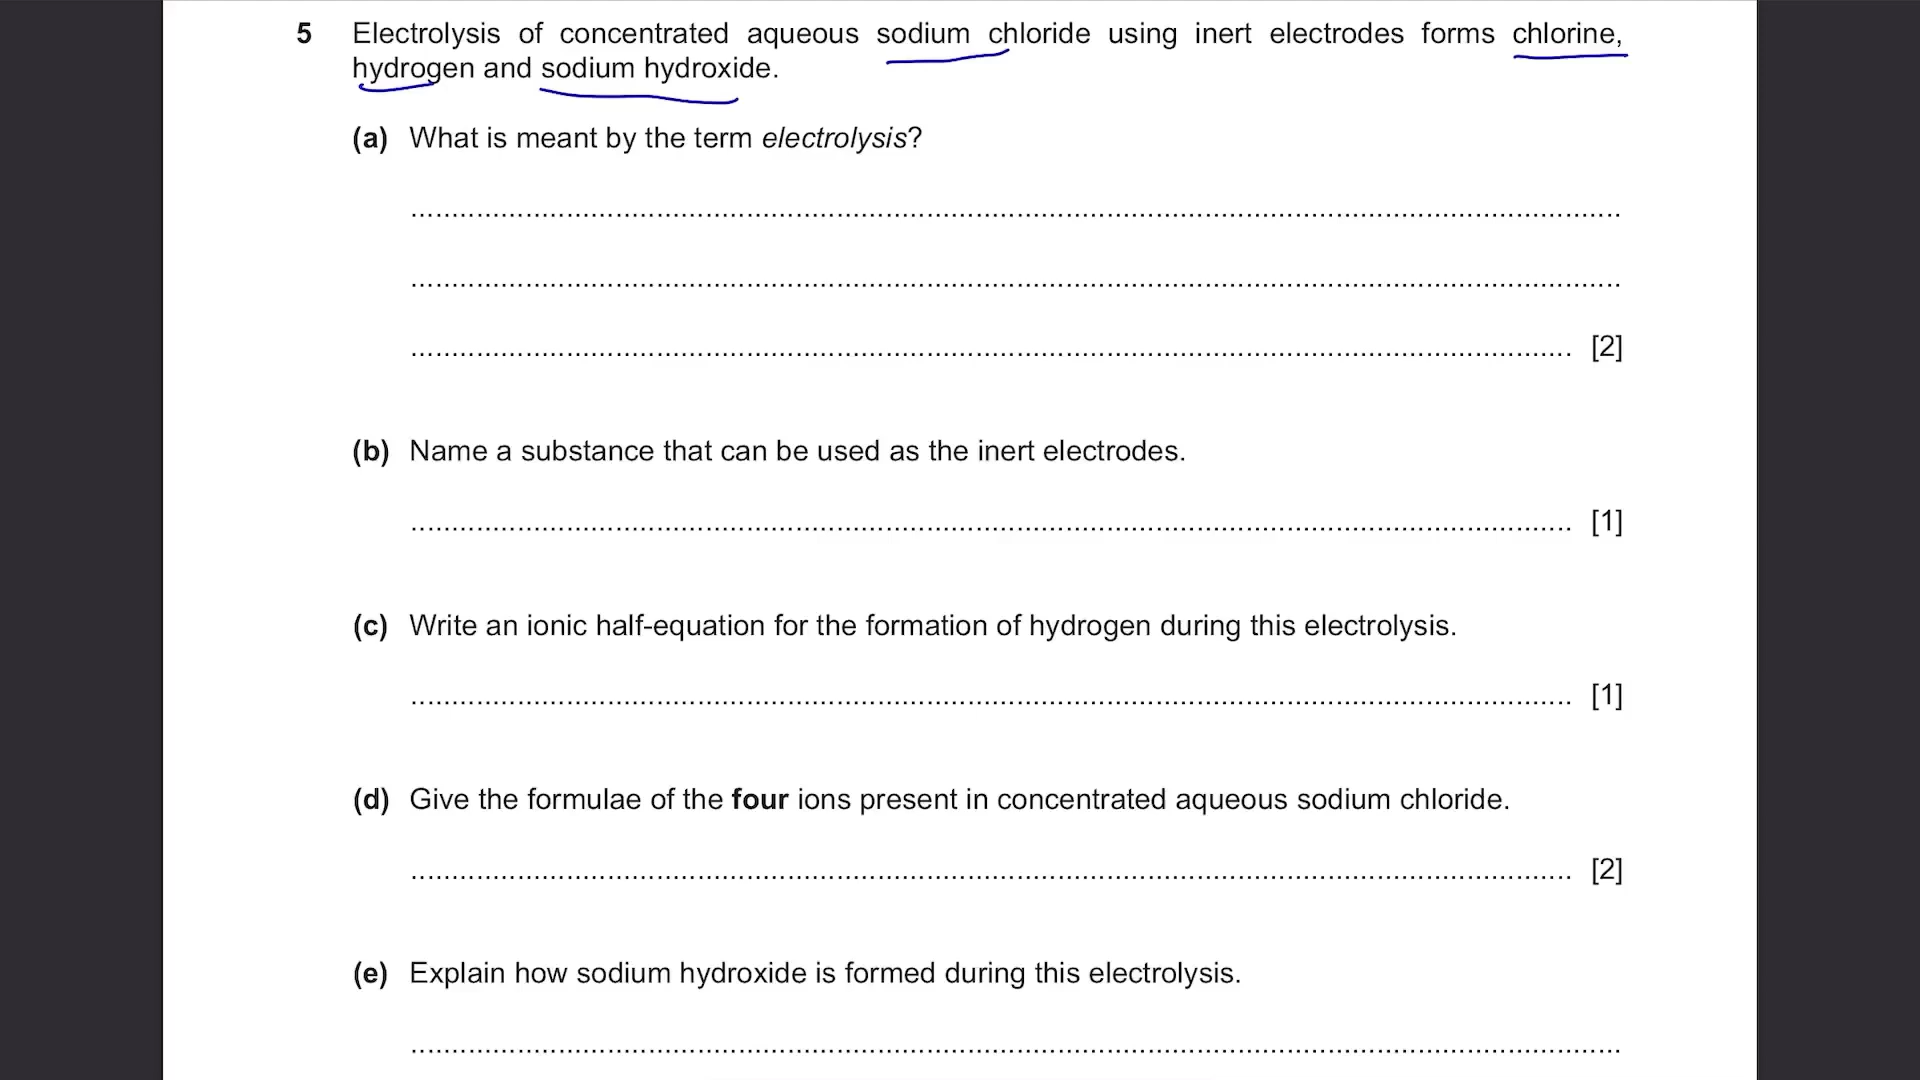 5 Electrolysis of concentrated aqueous sodium chloride using inert electrodes forms chlorine,
hydrogen and sodium hydroxide.
(a) What is meant by the term electrolysis?
................................................................................
................................................................................
................................................................................ [2]
(b) Name a substance that can be used as the inert electrodes.
................................................................................ [1]
(c) Write an ionic half-equation for the formation of hydrogen during this electrolysis.
................................................................................ [1]
(d) Give the formulae of the four ions present in concentrated aqueous sodium chloride.
................................................................................ [2]
(e) Explain how sodium hydroxide is formed during this electrolysis.
................................................................................